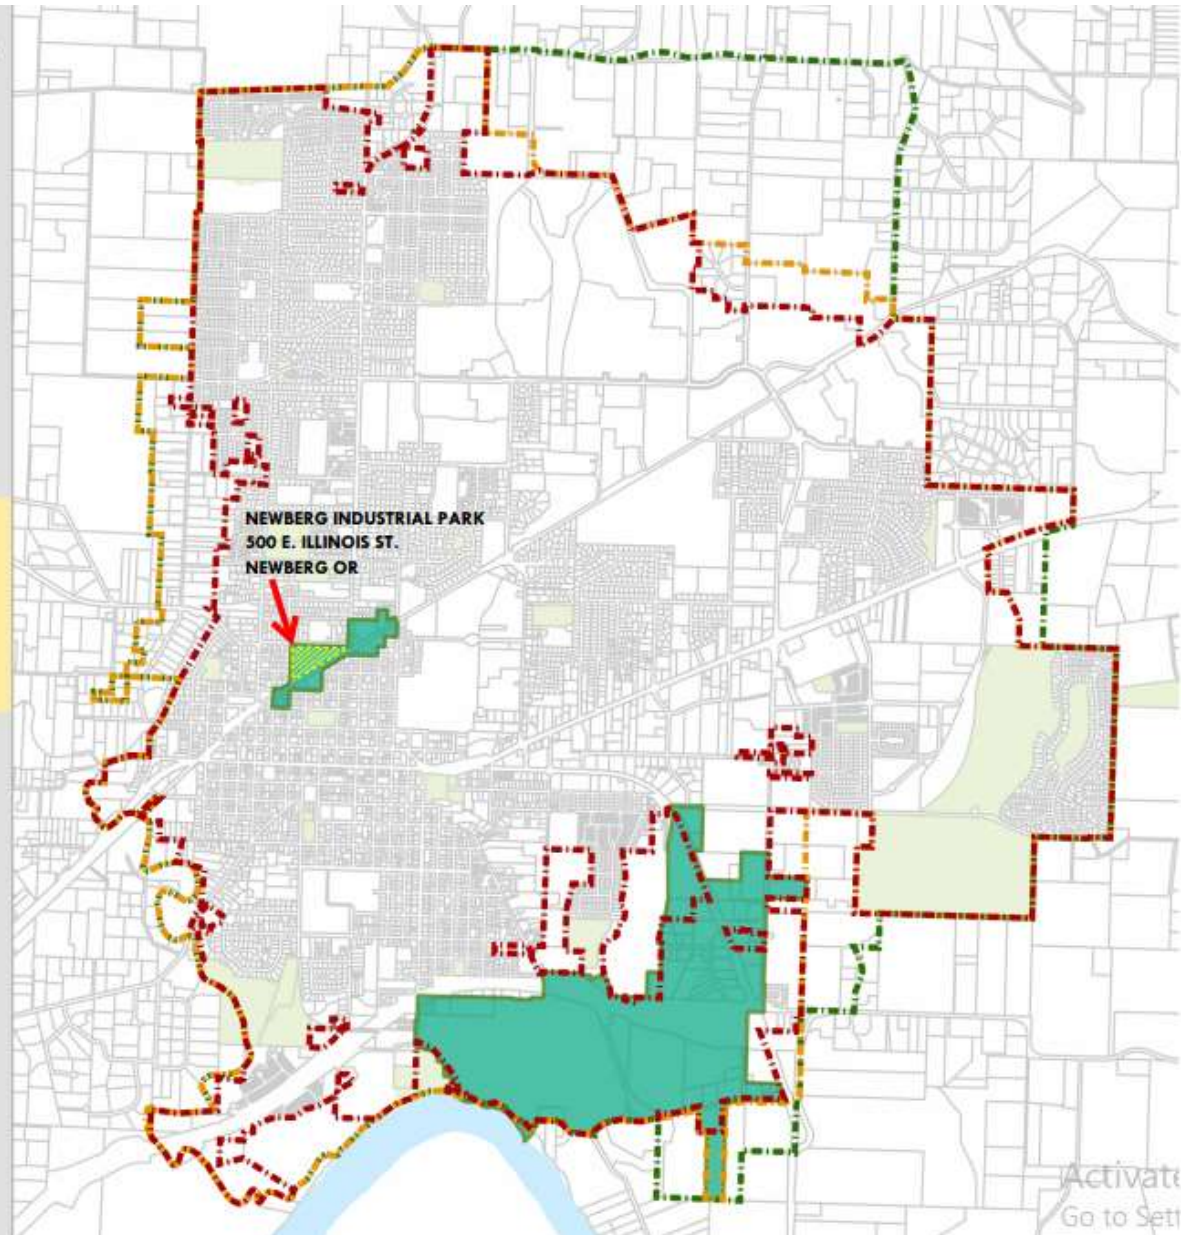 NEWBERG INDUSTRIAL PARK
500 E. ILLINOIS ST.
NEWBERG OR
Activate
Go to Sett